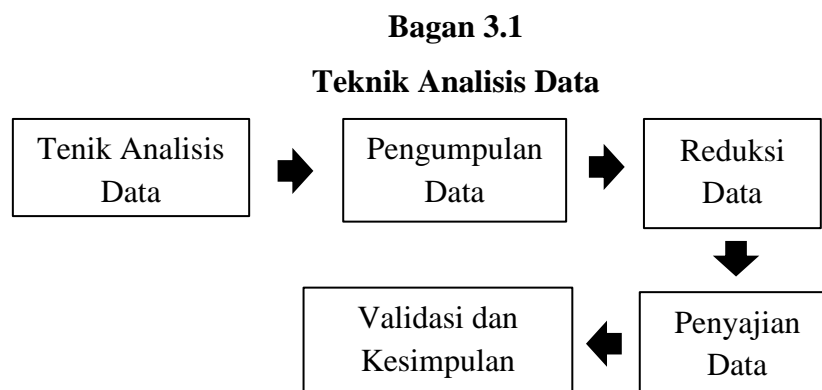 Bagan 3.1
Teknik Analisis Data
Tenik Analisis
Data
Pengumpulan
Data
Reduksi
Data
Penyajian
Data
Validasi dan
Kesimpulan